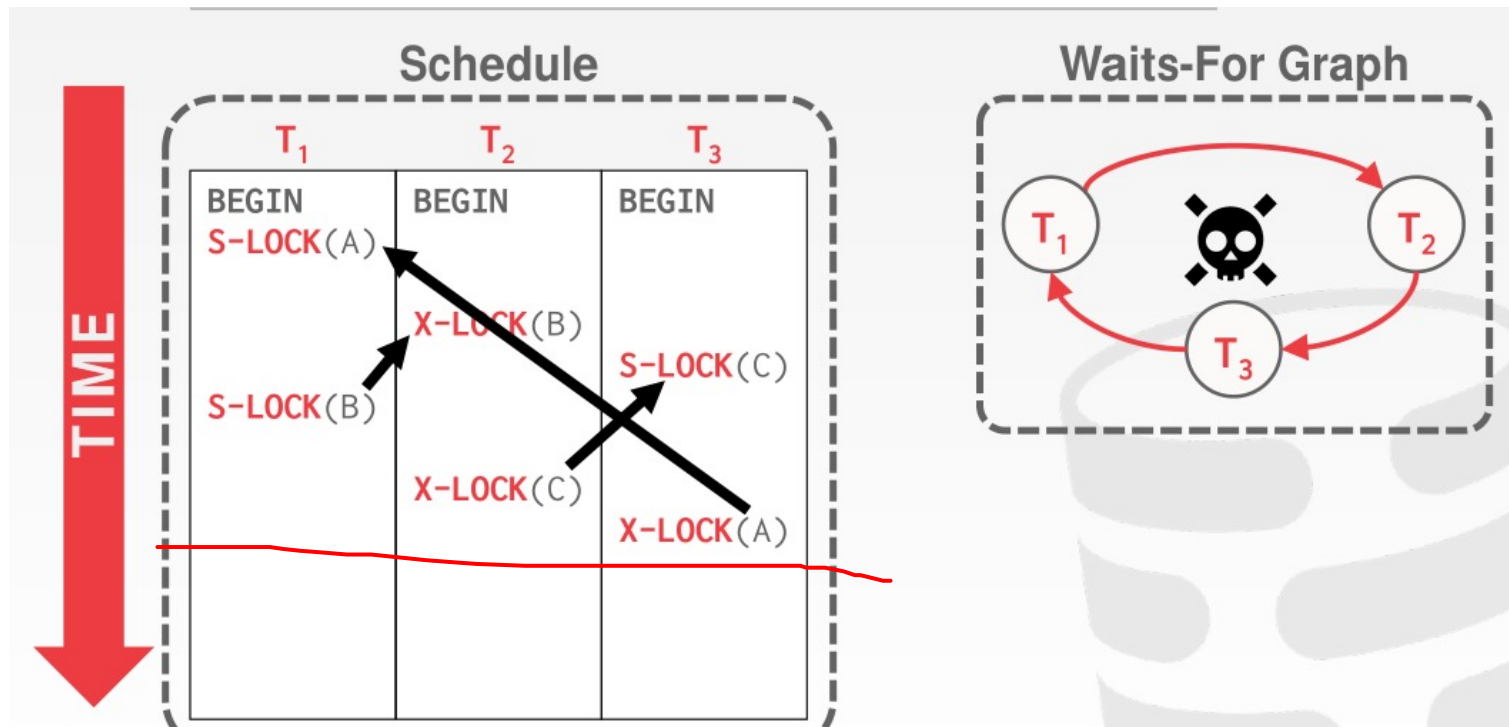 Schedule
Waits-For Graph
TIME
T1
T2
T3
BEGIN
S-LOCK(A)
S-LOCK(B)
BEGIN
X-LOCK(B)
X-LOCK(C)
BEGIN
S-LOCK(C)
X-LOCK(A)
T1
T2
T3